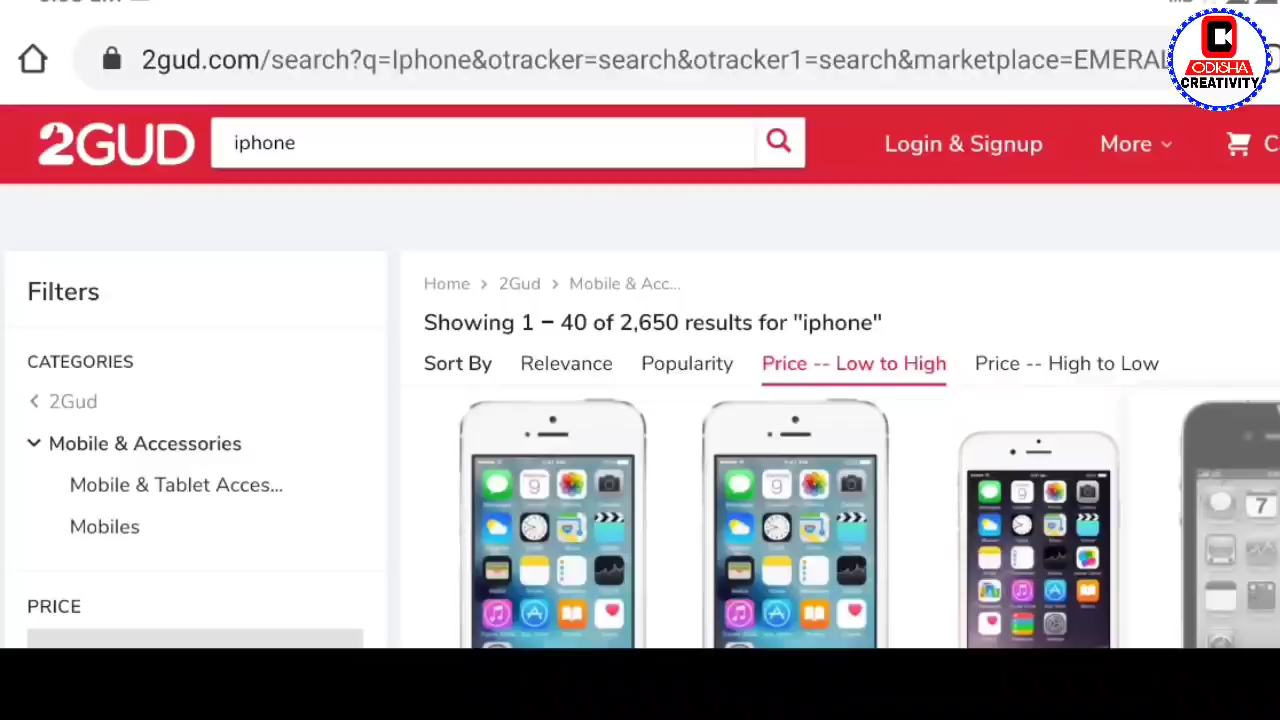 2gud.com/search?q=Iphone&otracker=search&otracker1=search&marketplace=EMERAL
ODISHA
CREATIVITY
2GUD
iphone
Login & Signup
More
Filters
Home > 2Gud > Mobile & Acc...
Showing 1 – 40 of 2,650 results for "iphone"
Sort By Relevance Popularity Price -- Low to High Price -- High to Low
CATEGORIES
2Gud
Mobile & Accessories
Mobile & Tablet Acces...
Mobiles
PRICE